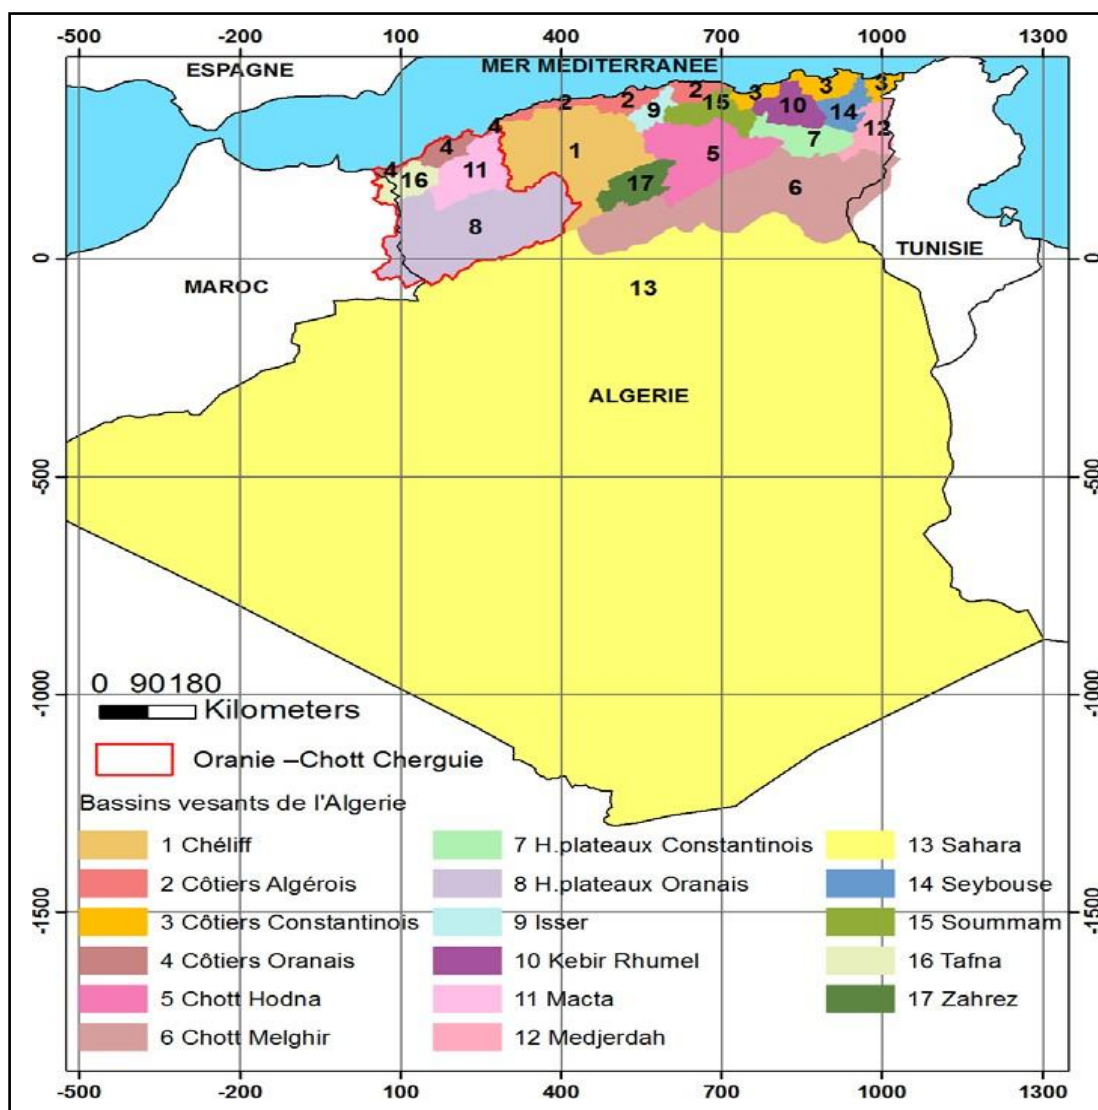 -500 -200 100 400 700 1000 1300
ESPAGNE
MER MEDITERRANEE
3 3 3
2 2 2
9 15 10 14
4 12
4 11 1 5 7
4 16 17 6
8
TUNISIE
0 0
MAROC
13
ALGERIE
-500 -500
0 90 180
Kilometers
-1000 -1000
Oranie –Chott Cherguie
Bassins vesants de l'Algerie
1 Chéliff
2 Côtiers Algérois
3 Côtiers Constantinois
4 Côtiers Oranais
5 Chott Hodna
6 Chott Melghir
7 H.plateaux Constantinois
8 H.plateaux Oranais
9 Isser
10 Kebir Rhumel
11 Macta
12 Medjerdah
13 Sahara
14 Seybouse
15 Soummam
16 Tafna
17 Zahrez
-1500 -1500
-500 -200 100 400 700 1000 1300